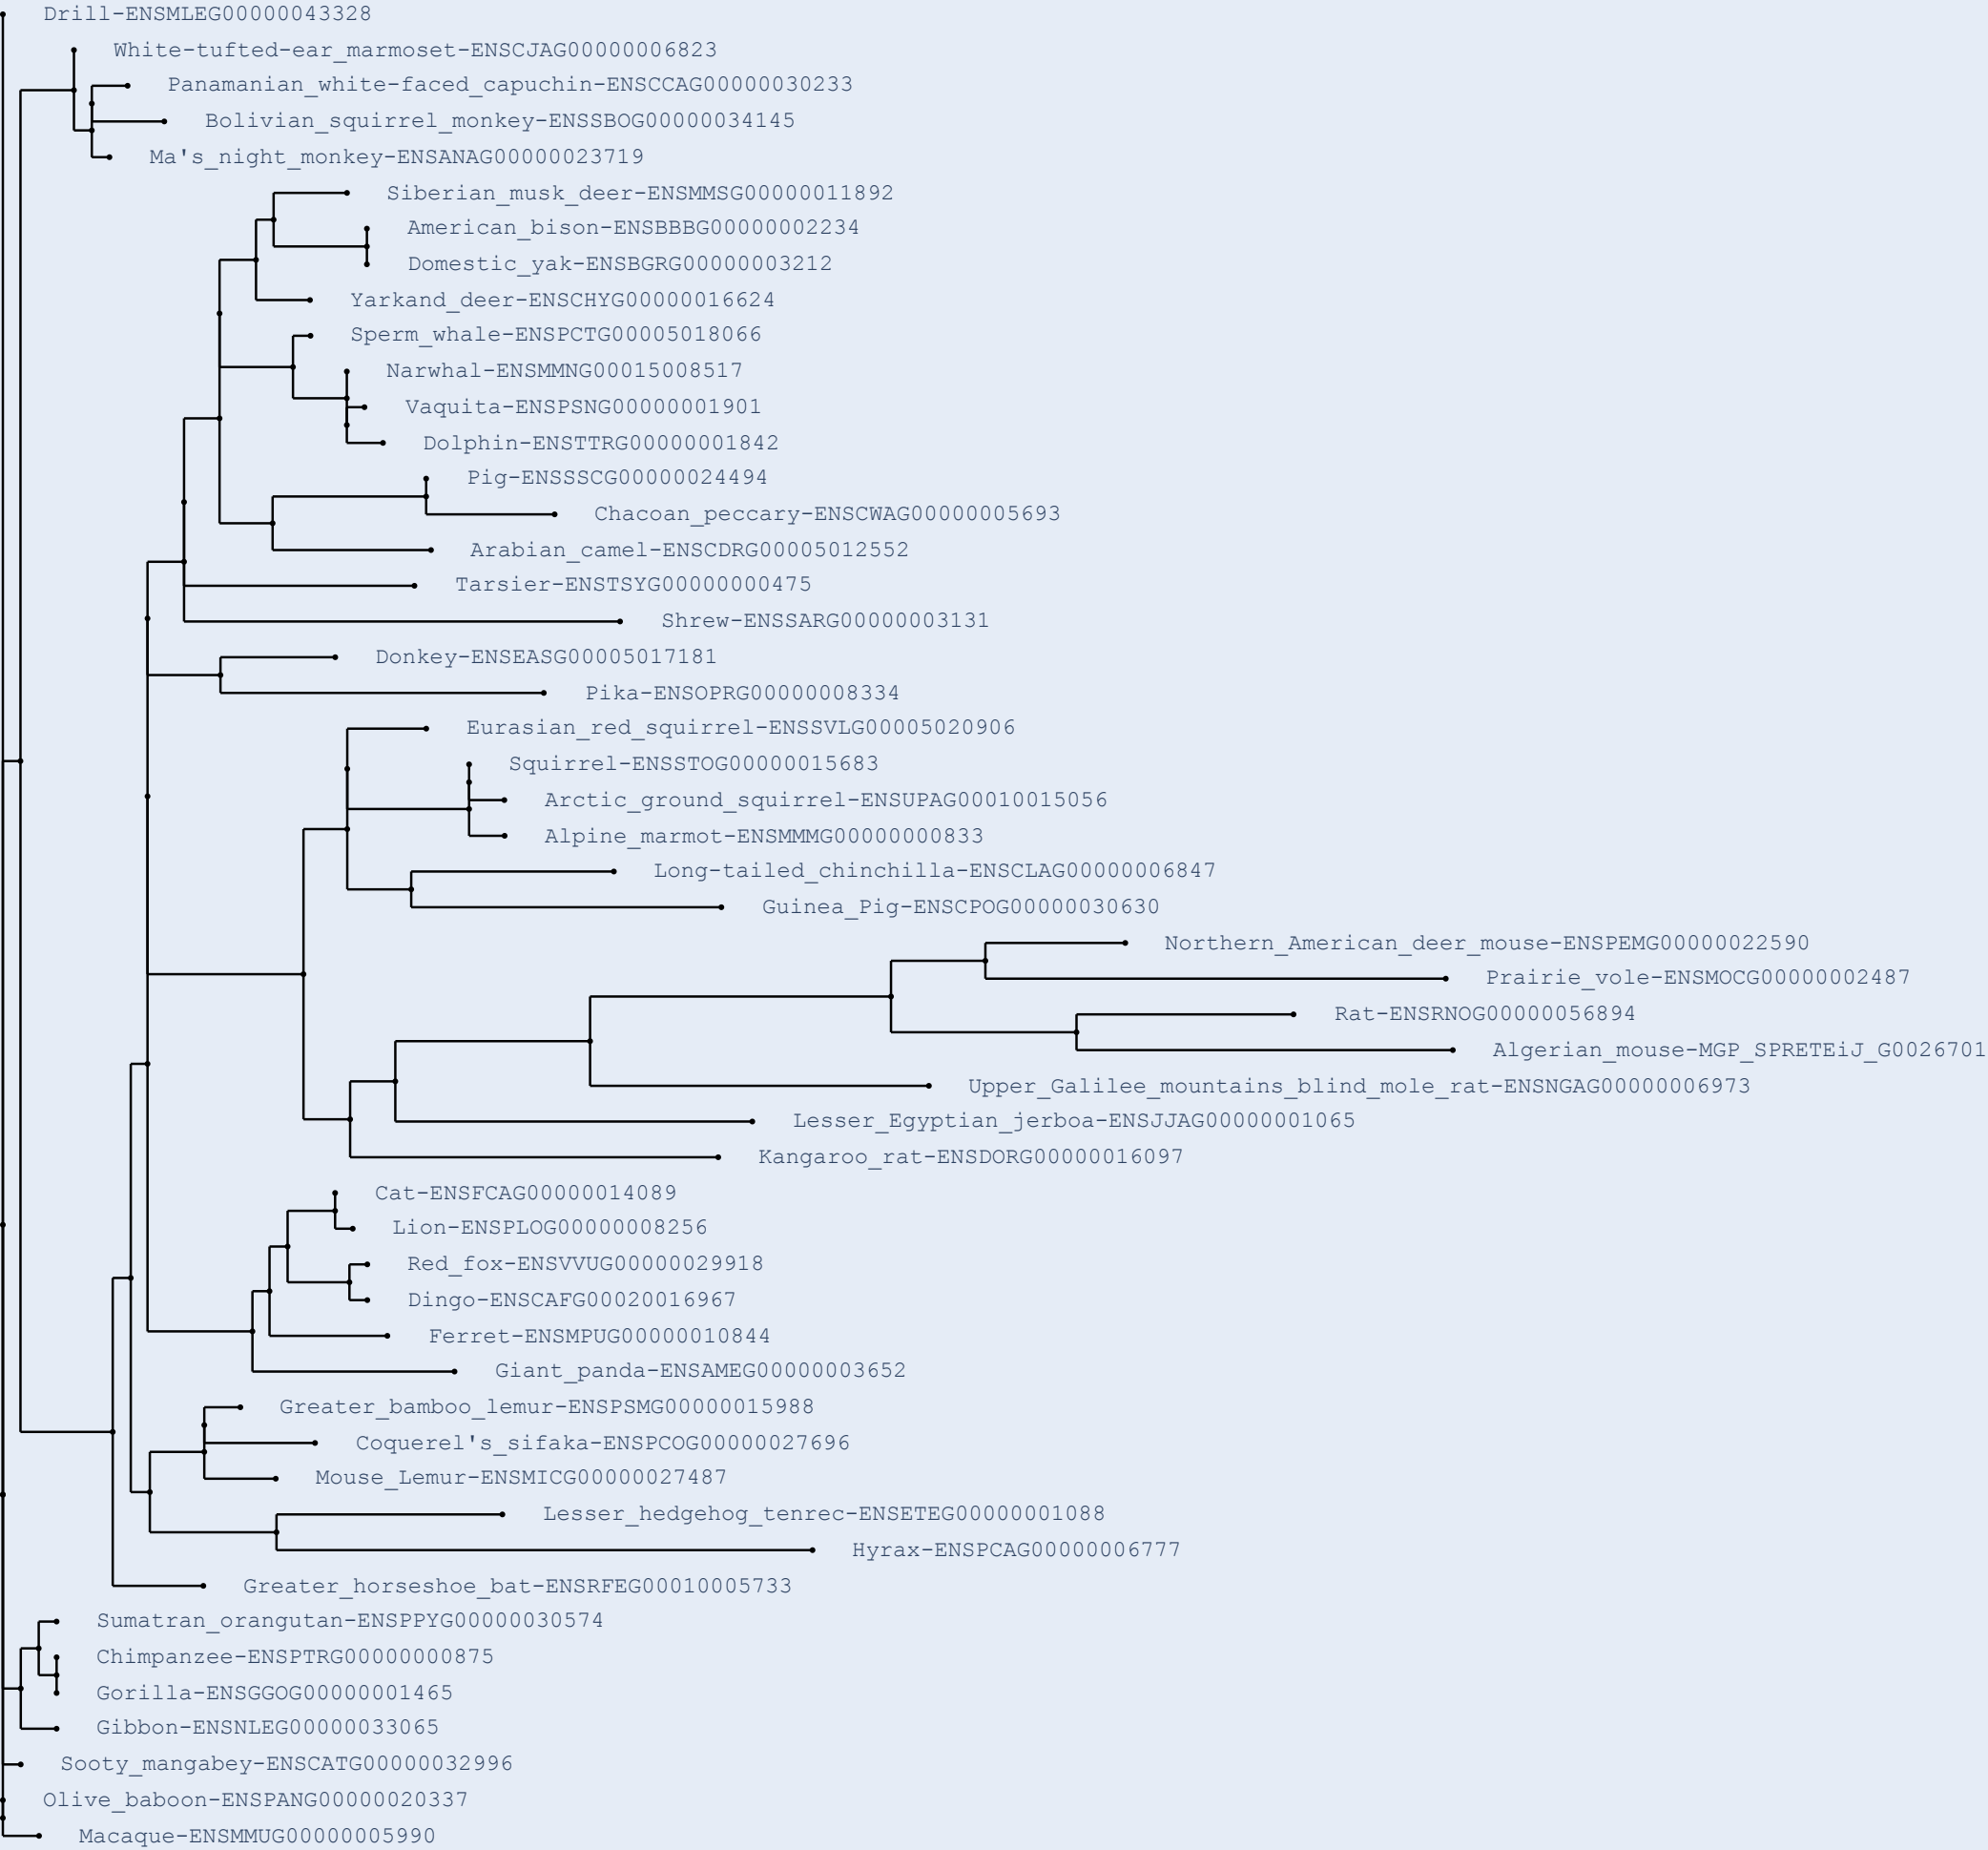 Drill-ENSMLEG00000043328
White-tufted-ear_marmoset-ENSCJAG00000006823
Panamanian_white-faced_capuchin-ENSCCAG00000030233
Bolivian_squirrel_monkey-ENSSBOG00000034145
Ma's_night_monkey-ENSANAG00000023719
Siberian_musk_deer-ENSMMSG00000011892
American_bison-ENSBBBG00000002234
Domestic_yak-ENSBGRG00000003212
Yarkand_deer-ENSCHYG00000016624
Sperm_whale-ENSPCTG00005018066
Narwhal-ENSMMNG00015008517
Vaquita-ENSPSNG00000001901
Dolphin-ENSTTRG00000001842
Pig-ENSSSCG00000024494
Chacoan_peccary-ENSCWAG00000005693
Arabian_camel-ENSCDRG00005012552
Tarsier-ENSTSYG00000000475
Shrew-ENSSARG00000003131
Donkey-ENSEASG00005017181
Pika-ENSOPRG00000008334
Eurasian_red_squirrel-ENSSVLG00005020906
Squirrel-ENSSTOG00000015683
Arctic_ground_squirrel-ENSUPAG00010015056
Alpine_marmot-ENSMMMG00000000833
Long-tailed_chinchilla-ENSCLAG00000006847
Guinea_Pig-ENSCPOG00000030630
Northern_American_deer_mouse-ENSPEMG00000022590
Prairie_vole-ENSMOCG00000002487
Rat-ENSRNOG00000056894
Algerian_mouse-MGP_SPRETEiJ_G0026701
Upper_Galilee_mountains_blind_mole_rat-ENSNGAG00000006973
Lesser_Egyptian_jerboa-ENSJJAG00000001065
Kangaroo_rat-ENSDORG00000016097
Cat-ENSFCAG00000014089
Lion-ENSPLOG00000008256
Red_fox-ENSVVUG00000029918
Dingo-ENSCAFG00020016967
Ferret-ENSMPUG00000010844
Giant_panda-ENSAMEG00000003652
Greater_bamboo_lemur-ENSPSMG00000015988
Coquerel's_sifaka-ENSPCOG00000027696
Mouse_Lemur-ENSMICG00000027487
Lesser_hedgehog_tenrec-ENSETEG00000001088
Hyrax-ENSPCAG00000006777
Greater_horseshoe_bat-ENSRFEG00010005733
Sumatran_orangutan-ENSPPYG00000030574
Chimpanzee-ENSPTRG00000000875
Gorilla-ENSGGOG00000001465
Gibbon-ENSNLEG00000033065
Sooty_mangabey-ENSCATG00000032996
Olive_baboon-ENSPANG00000020337
Macaque-ENSMMUG00000005990